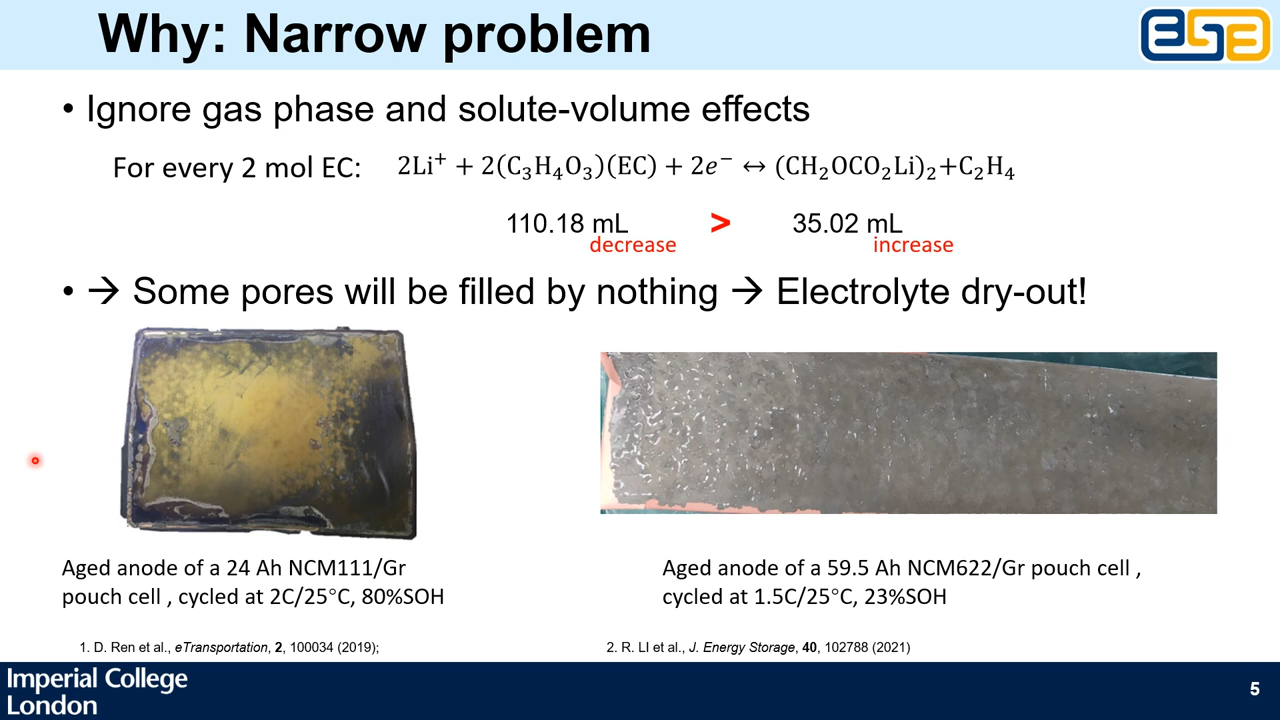 Why: Narrow problem
ESE
• Ignore gas phase and solute-volume effects
For every 2 mol EC: 2Li⁺ + 2(C₃H₄O₃)(EC) + 2e⁻ ↔ (CH₂OCO₂Li)₂+C₂H₄
110.18 mL > 35.02 mL
decrease increase
• → Some pores will be filled by nothing → Electrolyte dry-out!
Aged anode of a 24 Ah NCM111/Gr
pouch cell , cycled at 2C/25°C, 80%SOH
Aged anode of a 59.5 Ah NCM622/Gr pouch cell ,
cycled at 1.5C/25°C, 23%SOH
1. D. Ren et al., eTransportation, 2, 100034 (2019);
2. R. LI et al., J. Energy Storage, 40, 102788 (2021)
Imperial College
London
5